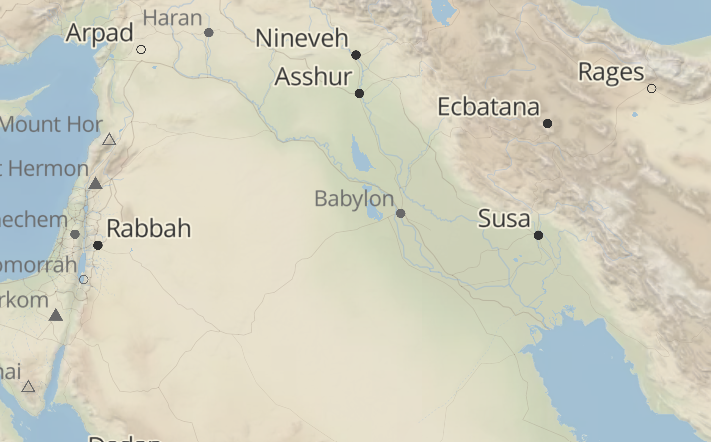 Haran
Arpad
Nineveh
Asshur
Rages
Ecbatana
Mount Hor
Hermon
Babylon
Susa
Rabbah